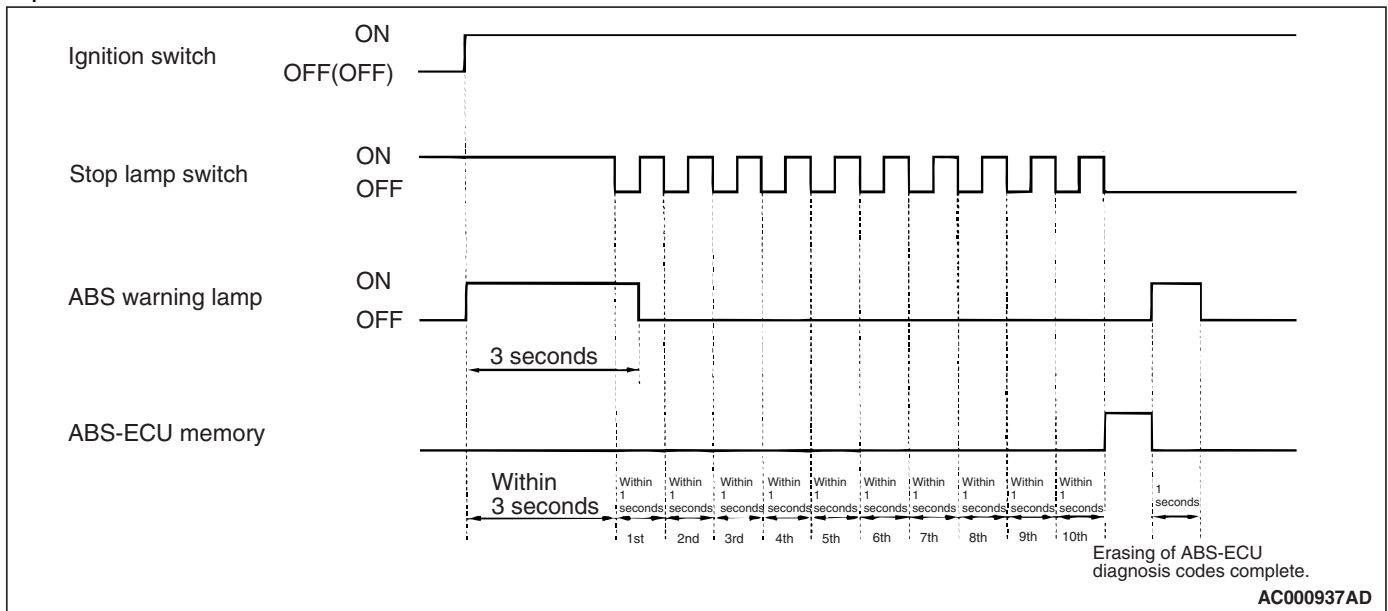 Ignition switch
ON
OFF(OFF)
Stop lamp switch
ON
OFF
ABS warning lamp
ON
OFF
3 seconds
ABS-ECU memory
Within
3 seconds
Within Within Within Within Within Within Within Within Within Within
1 1 1 1 1 1 1 1 1 1 1
seconds seconds seconds seconds seconds seconds seconds seconds seconds seconds seconds
1st 2nd 3rd 4th 5th 6th 7th 8th 9th 10th
Erasing of ABS-ECU
diagnosis codes complete.
AC000937AD